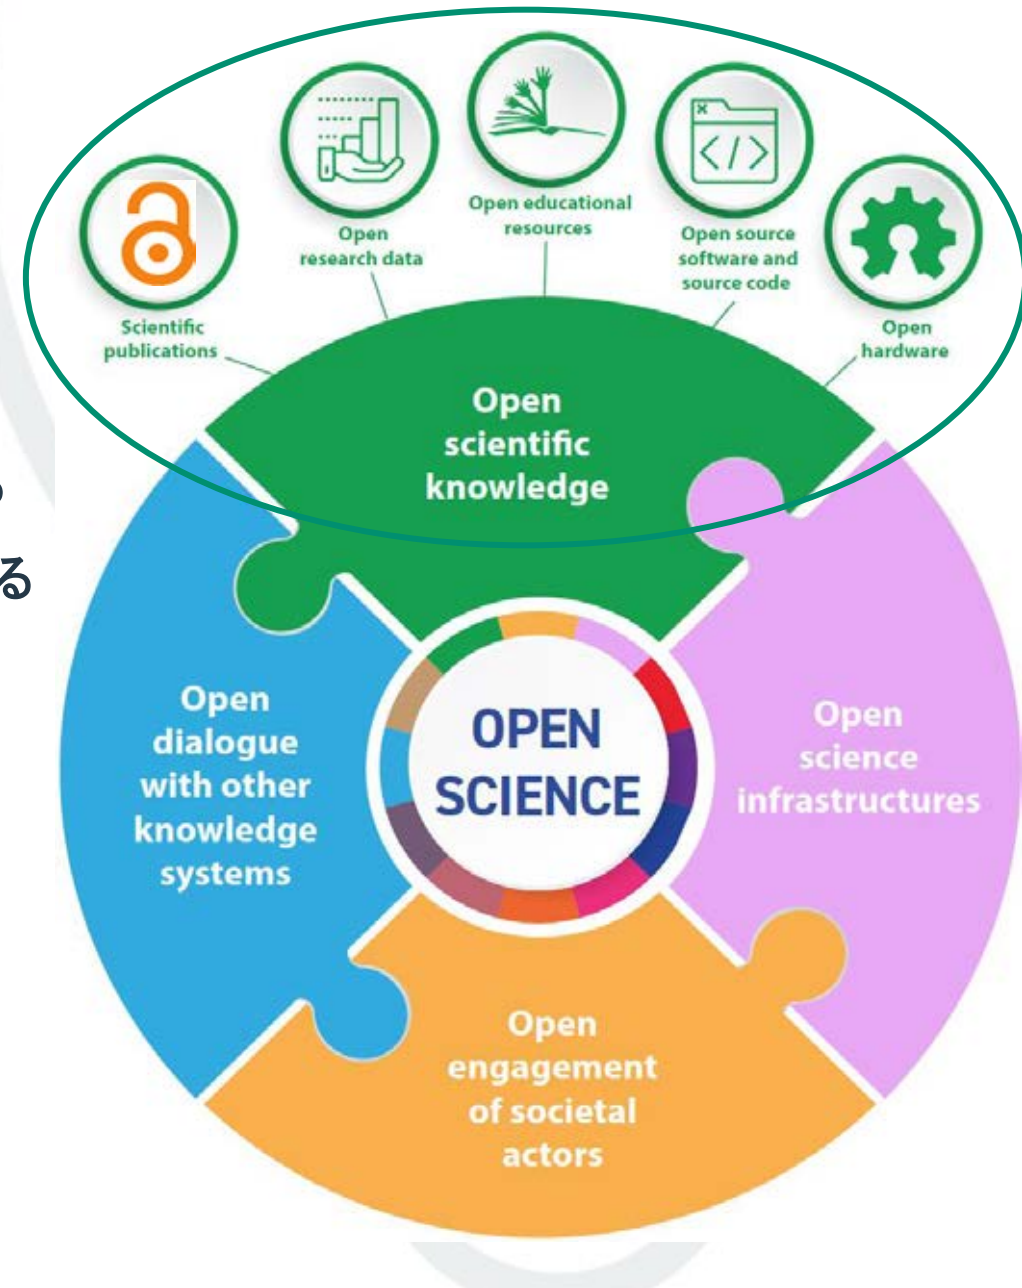 Open educational
resources
Open
research data
Open source
software and
source code
Scientific
publications
Open
hardware
</>
Open
scientific
knowledge
る
Open
dialogue
with other
knowledge
systems
OPEN
SCIENCE
Open
science
infrastructures
Open
engagement
of societal
actors